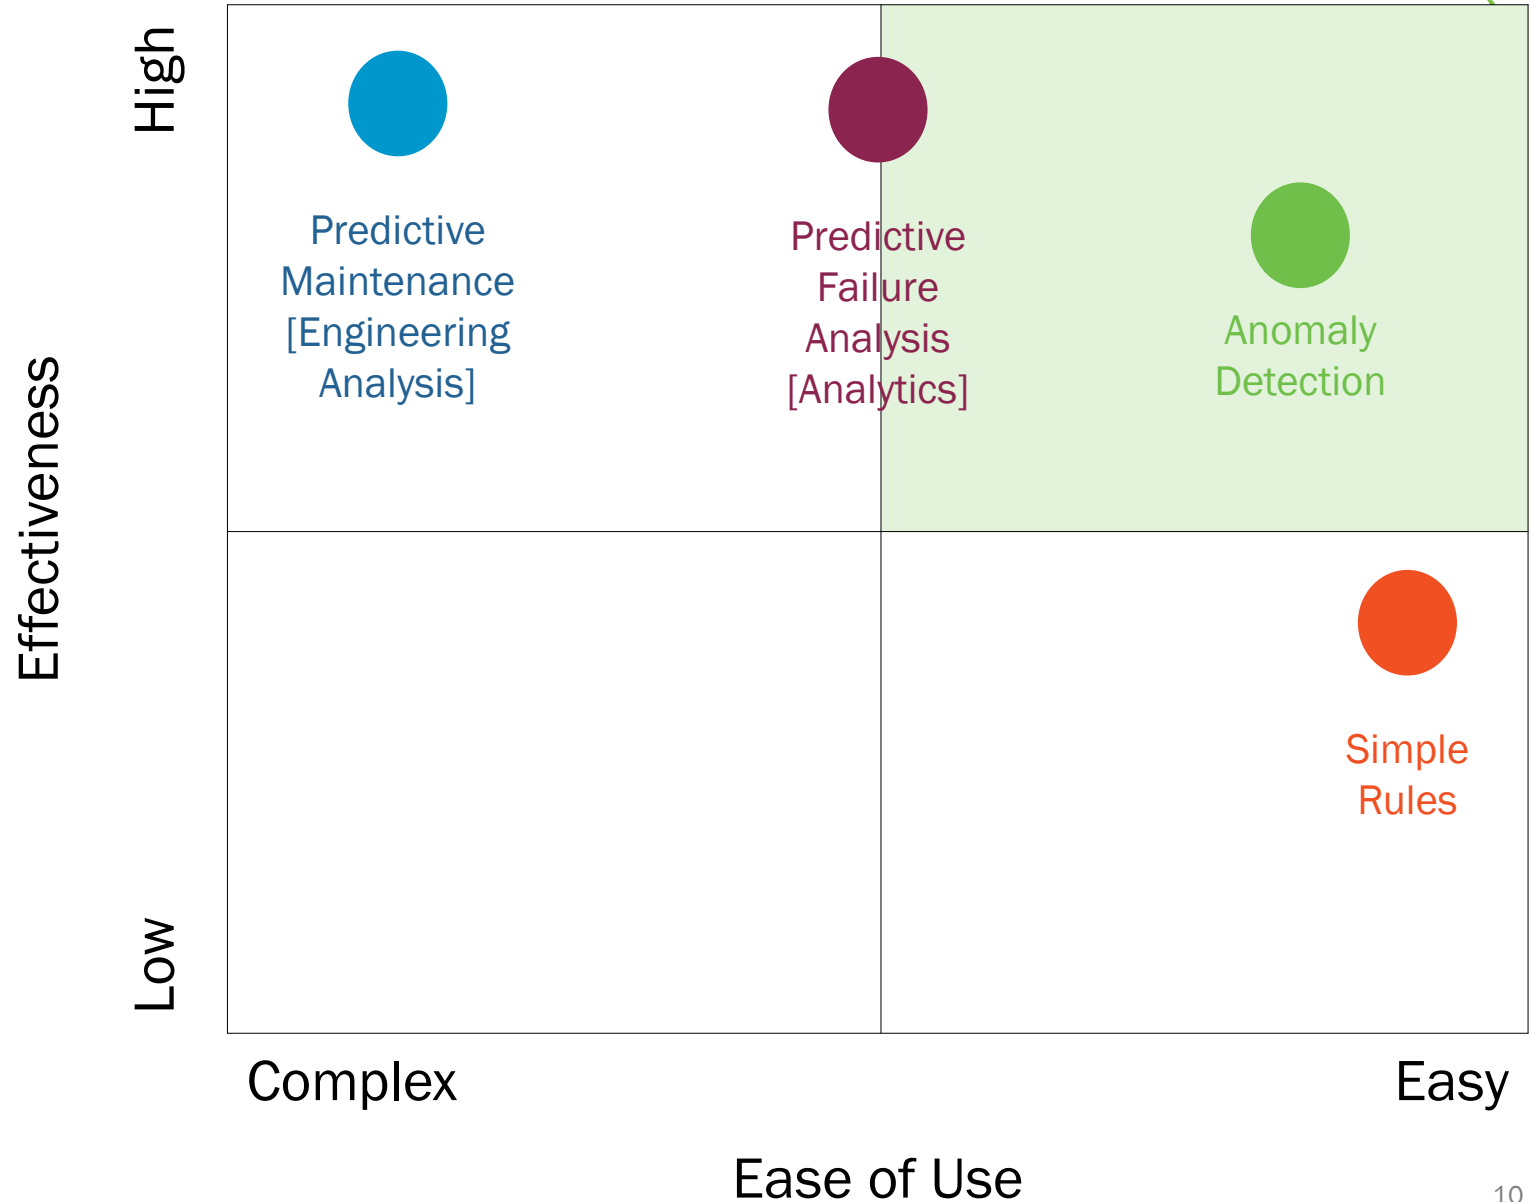 High
Effectiveness
Low
Predictive
Maintenance
[Engineering
Analysis]
Predictive
Failure
Analysis
[Analytics]
Anomaly
Detection
Simple
Rules
Complex
Easy
Ease of Use
10